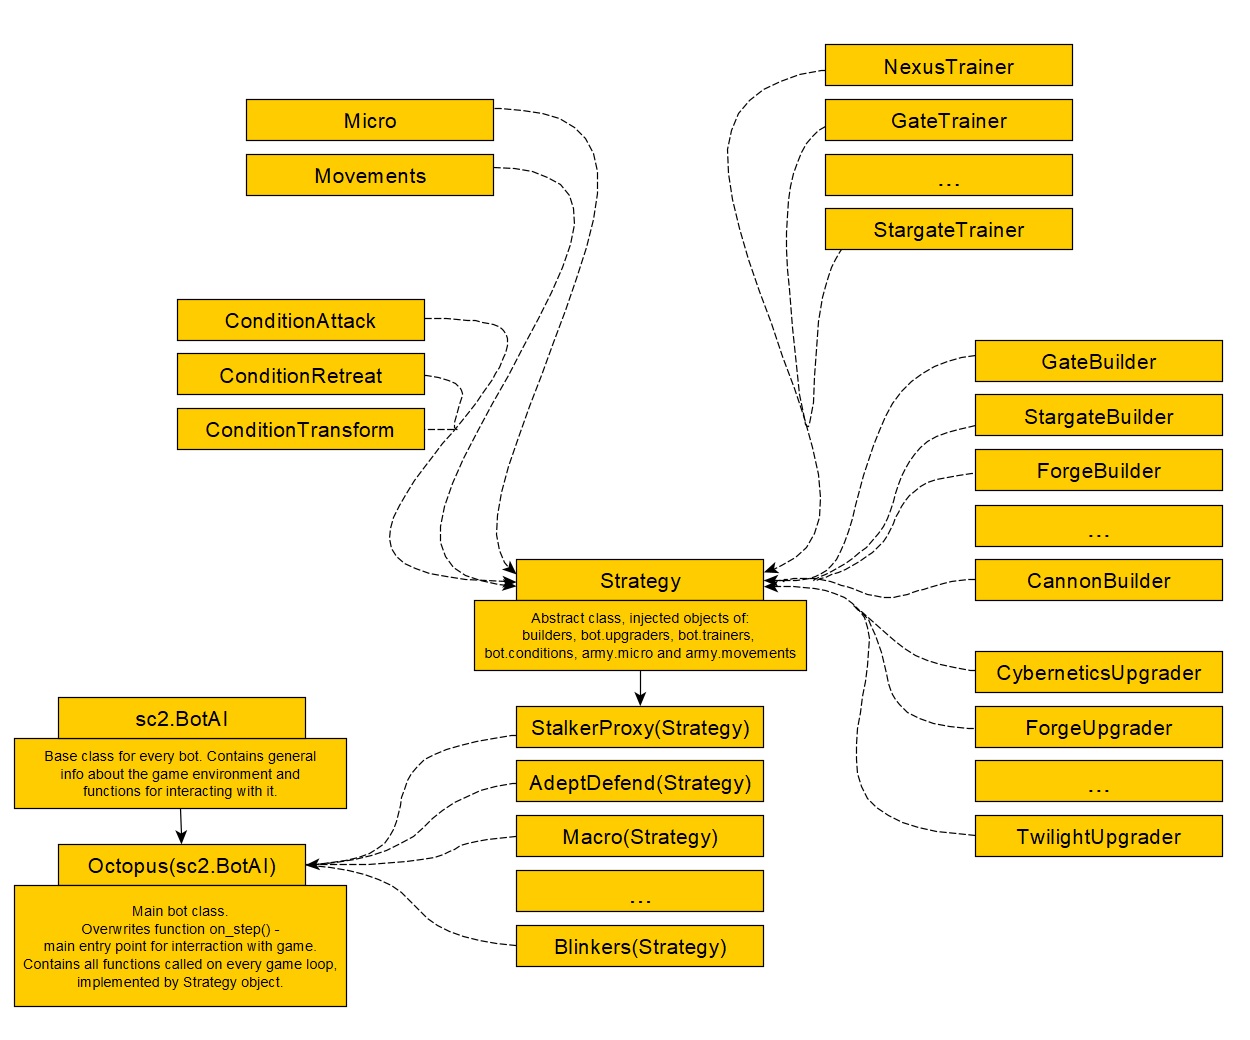 NexusTrainer
GateTrainer
...
StargateTrainer
Micro
Movements
ConditionAttack
ConditionRetreat
ConditionTransform
GateBuilder
StargateBuilder
ForgeBuilder
...
CannonBuilder
Strategy
Abstract class, injected objects of:
builders, bot.upgraders, bot.trainers,
bot.conditions, army.micro and army.movements
CyberneticsUpgrader
ForgeUpgrader
...
TwilightUpgrader
StalkerProxy(Strategy)
AdeptDefend(Strategy)
Macro(Strategy)
...
Blinkers(Strategy)
sc2.BotAI
Base class for every bot. Contains general
info about the game environment and
functions for interacting with it.
Octopus(sc2.BotAI)
Main bot class.
Overwrites function on_step() -
main entry point for interraction with game.
Contains all functions called on every game loop,
implemented by Strategy object.